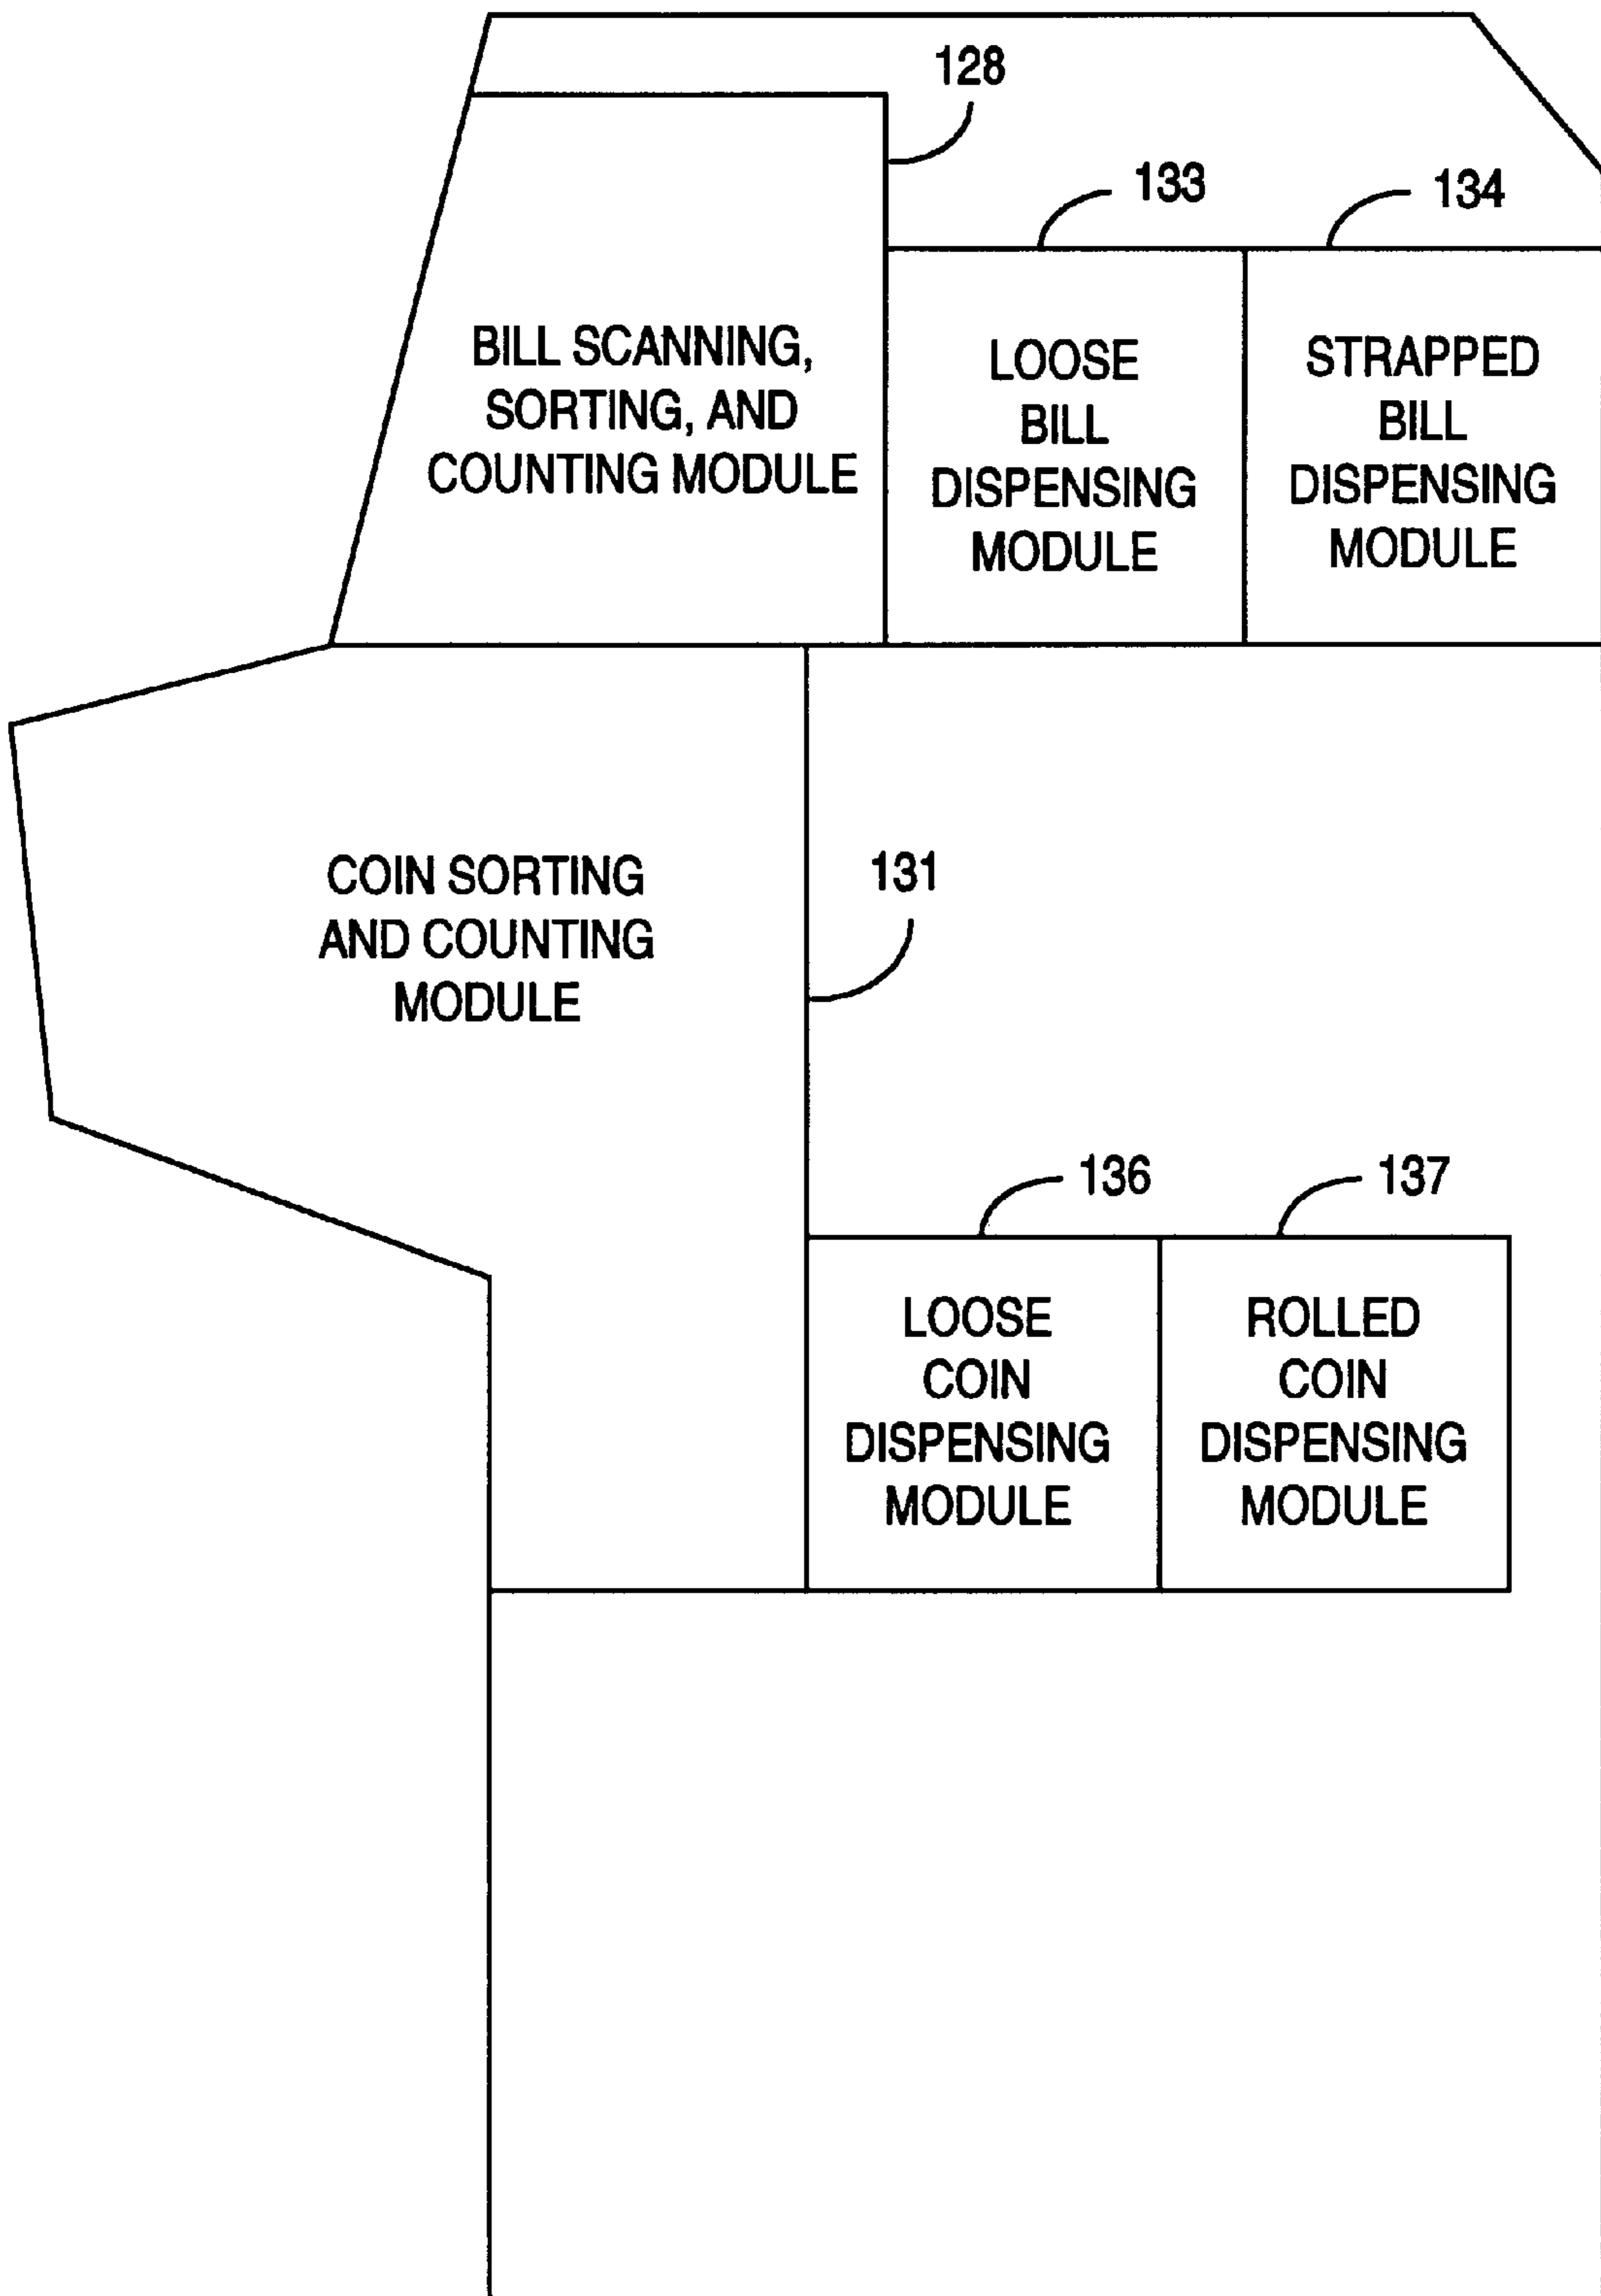 128
133
134
BILL SCANNING,
SORTING, AND
COUNTING MODULE
LOOSE
BILL
DISPENSING
MODULE
STRAPPED
BILL
DISPENSING
MODULE
COIN SORTING
AND COUNTING
MODULE
131
136
137
LOOSE
COIN
DISPENSING
MODULE
ROLLED
COIN
DISPENSING
MODULE